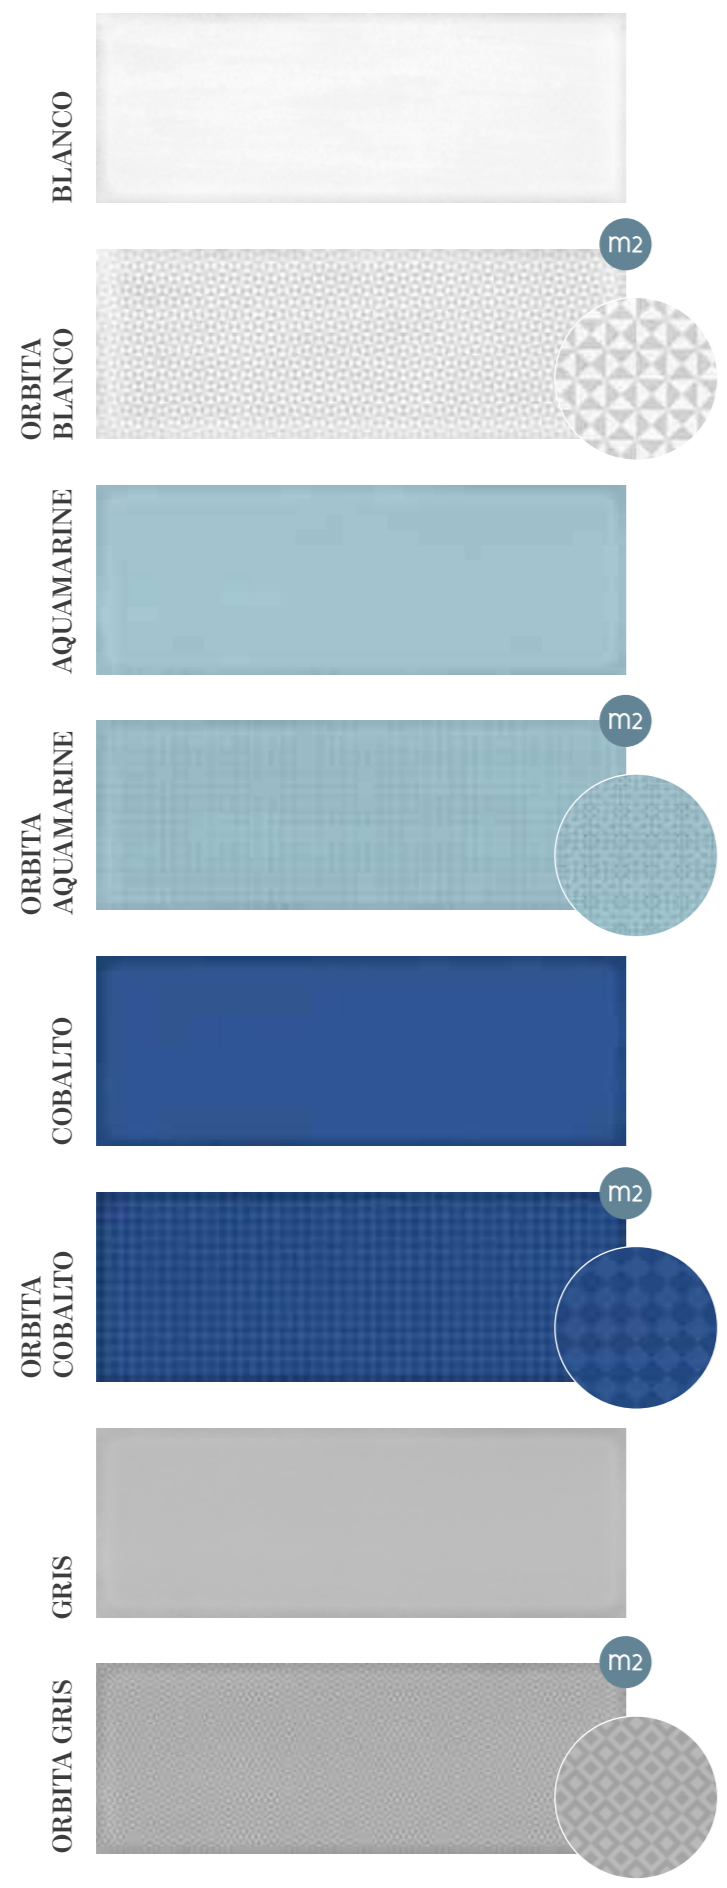 BLANCO
m2
ORBITA
BLANCO
AQUAMARINE
m2
ORBITA
AQUAMARINE
COBALTO
m2
ORBITA
COBALTO
GRIS
m2
ORBITA GRIS